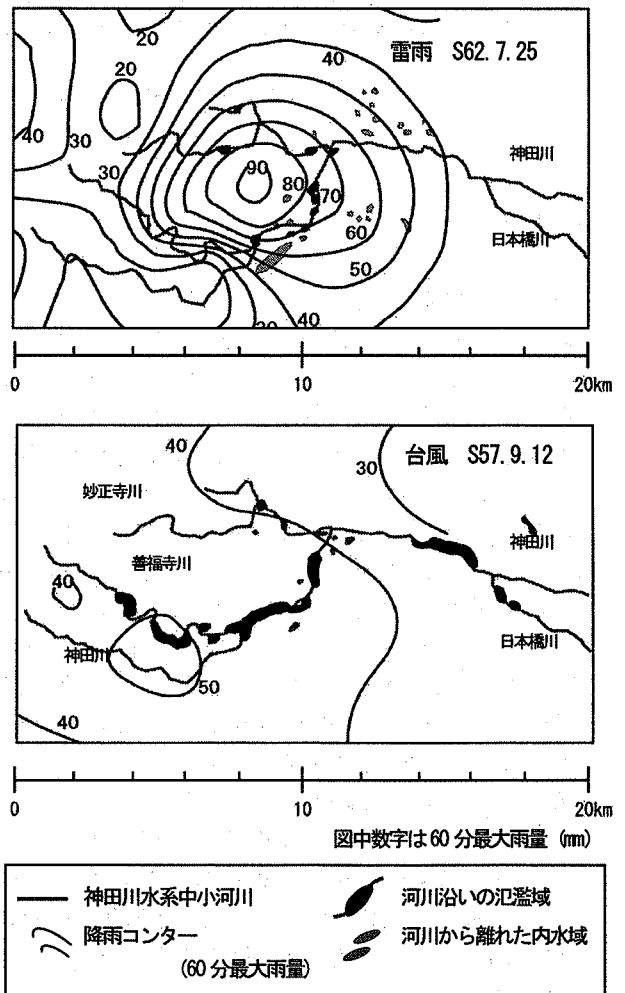 20
雷雨 S62.7.25
40
20
40
30
神田川
30
90
80
70
60
日本橋川
50
30
40
0 10 20km
40
台風 S57.9.12
30
妙正寺川
神田川
善福寺川
40
日本橋川
神田川
50
40
0 10 20km
図中数字は60分最大雨量 (mm)
神田川水系中小河川 河川沿いの氾濫域
降雨コンター 河川から離れた内水域
(60分最大雨量)